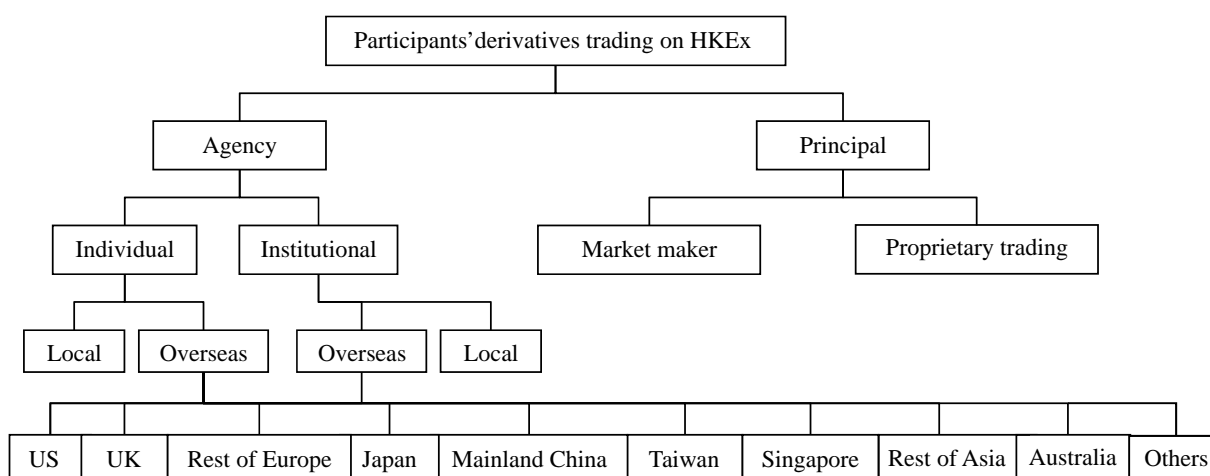 Participants’derivatives trading on HKEx
Agency
Principal
Individual
Institutional
Market maker
Proprietary trading
Local
Overseas
Overseas
Local
US
UK
Rest of Europe
Japan
Mainland China
Taiwan
Singapore
Rest of Asia
Australia
Others